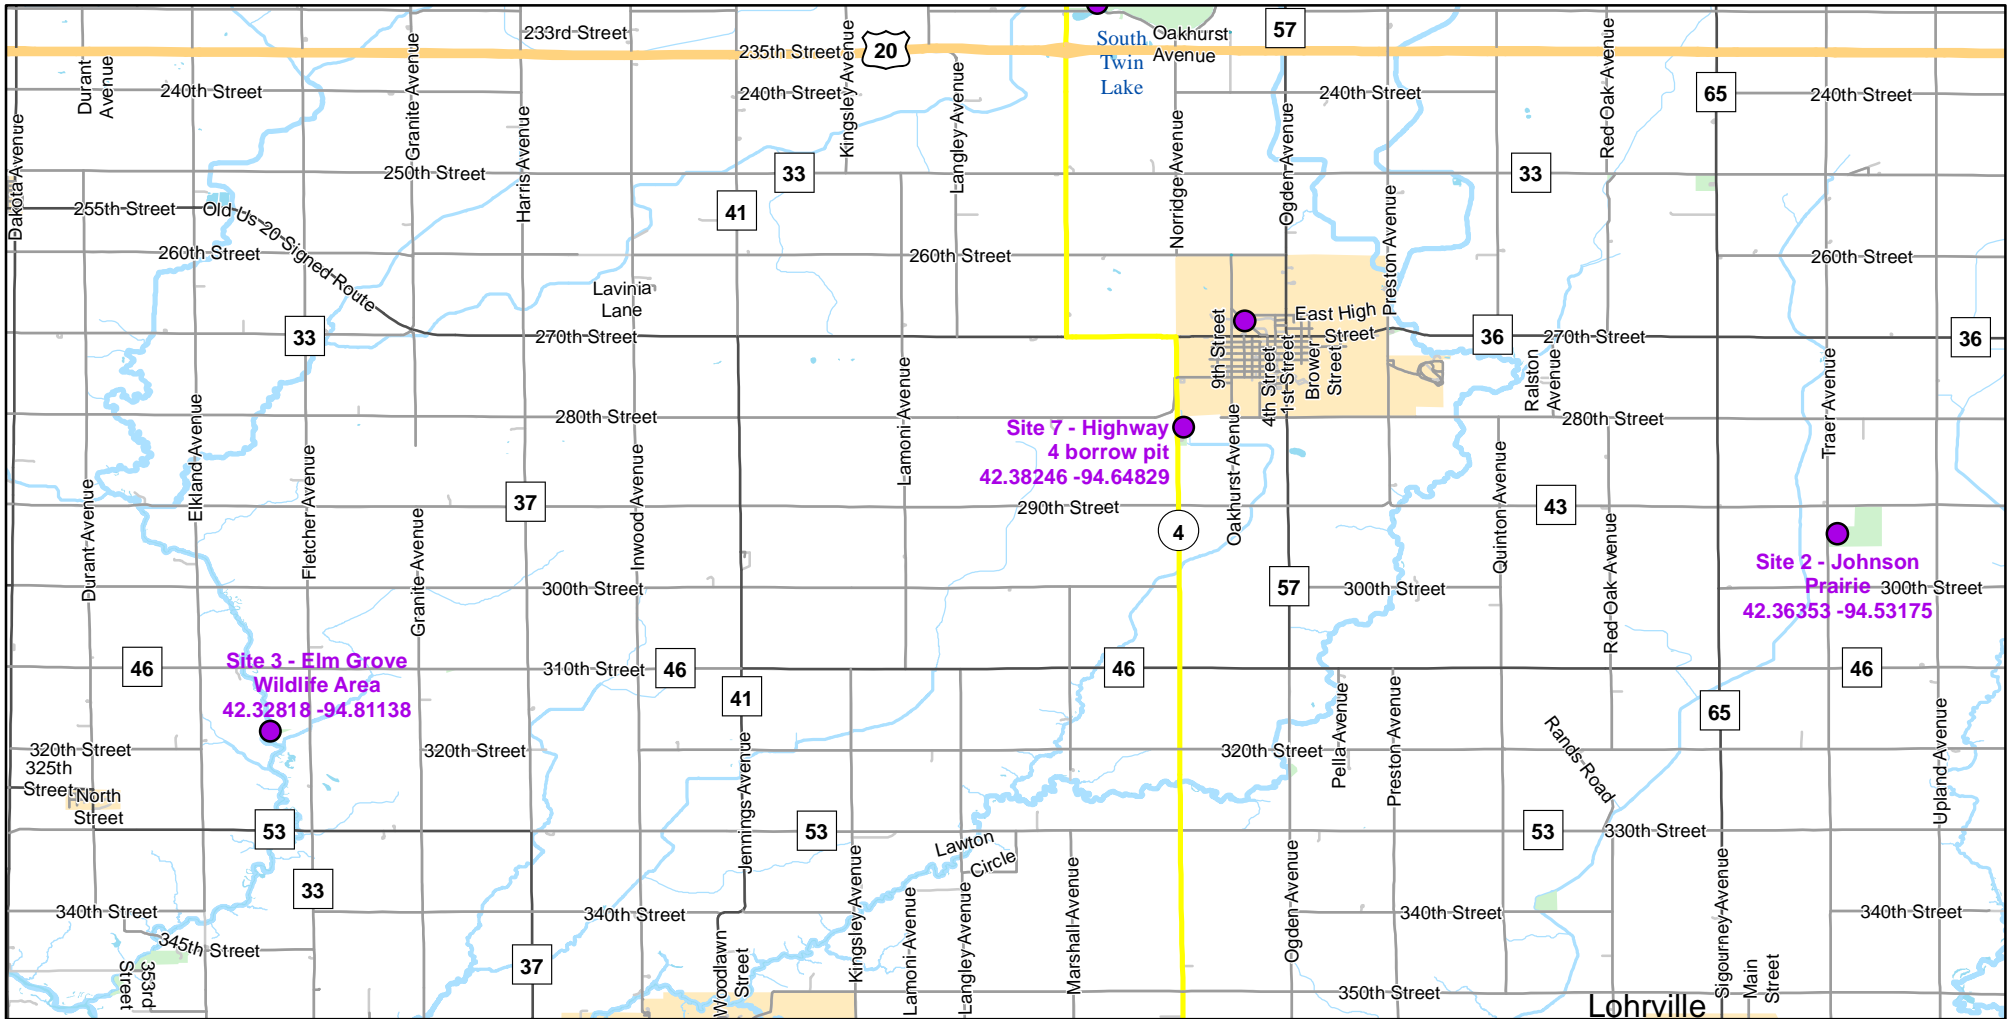 233rd Street
235th Street
20
South
Twin
Lake
Oakhurst
Avenue
57
Durant
Avenue
240th Street
Granite Avenue
240th Street
Kingsley Avenue
240th Street
Red Oak Avenue
65
240th Street
Dakota Avenue
250th Street
Harris Avenue
33
Langley Avenue
Norridge Avenue
Ogden Avenue
33
255th Street
Old Us 20 Signed Route
41
Preston Avenue
260th Street
260th Street
260th Street
Lavinia
Lane
33
270th Street
9th Street
East High
Street
4th Street
1st Street
Brower
Street
36
270th Street
36
Ralston
Avenue
Traer Avenue
Elkland Avenue
280th Street
Lamoni Avenue
280th Street
Site 7 - Highway
4 borrow pit
42.38246 -94.64829
Oakhurst Avenue
Durant Avenue
Fletcher Avenue
Granite Avenue
37
Inwood Avenue
290th Street
4
Quinton Avenue
43
Red Oak Avenue
Site 2 - Johnson
Prairie
42.36353 -94.53175
300th Street
300th Street
57
300th Street
46
Site 3 - Elm Grove
Wildlife Area
42.32818 -94.81138
310th Street
46
41
46
46
65
Pella Avenue
Preston Avenue
Rands Road
Upland Avenue
320th Street
320th Street
320th Street
325th
Street
North
Street
Jennings Avenue
53
53
53
330th Street
Lawton
Circle
33
Kingsley Avenue
Lamoni Avenue
Langley Avenue
Marshall Avenue
Ogden Avenue
Sigourney Avenue
340th Street
340th Street
340th Street
340th Street
345th Street
353rd
Street
37
Woodlawn
Street
350th Street
Main
Street
Lohrville